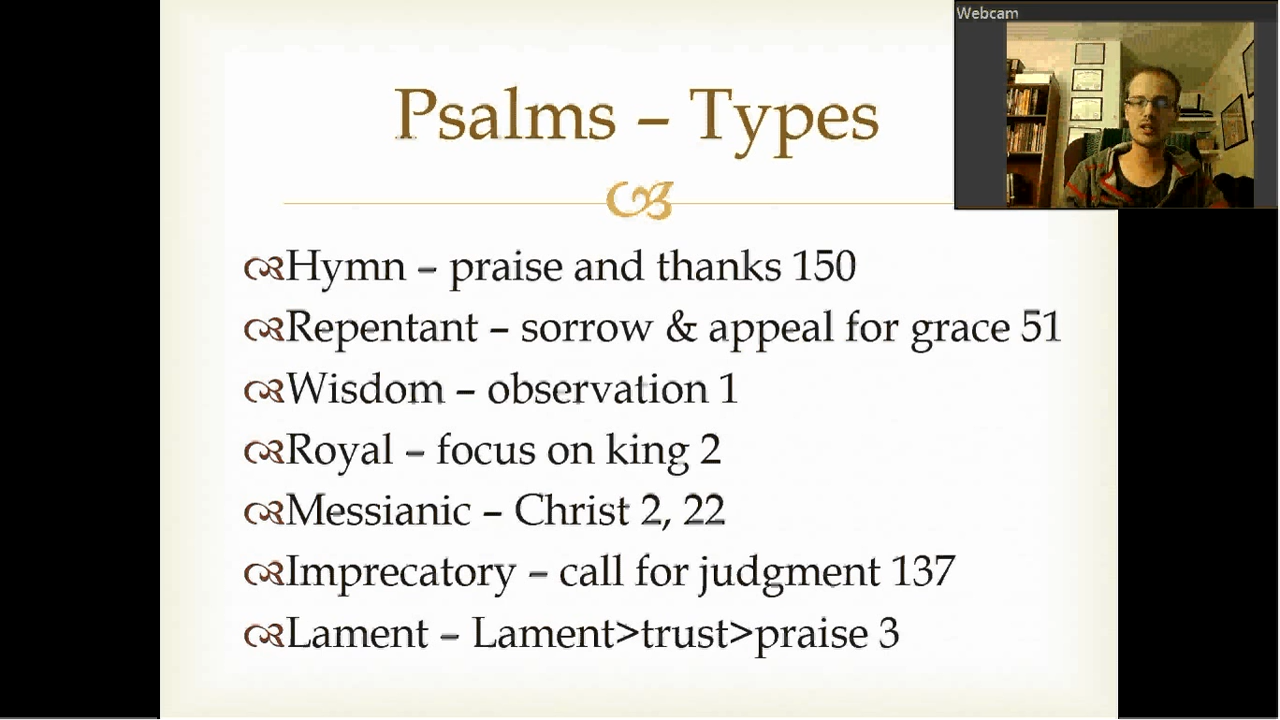 Webcam
Psalms – Types
Hymn – praise and thanks 150
Repentant – sorrow & appeal for grace 51
Wisdom – observation 1
Royal – focus on king 2
Messianic – Christ 2, 22
Imprecatory – call for judgment 137
Lament – Lament>trust>praise 3